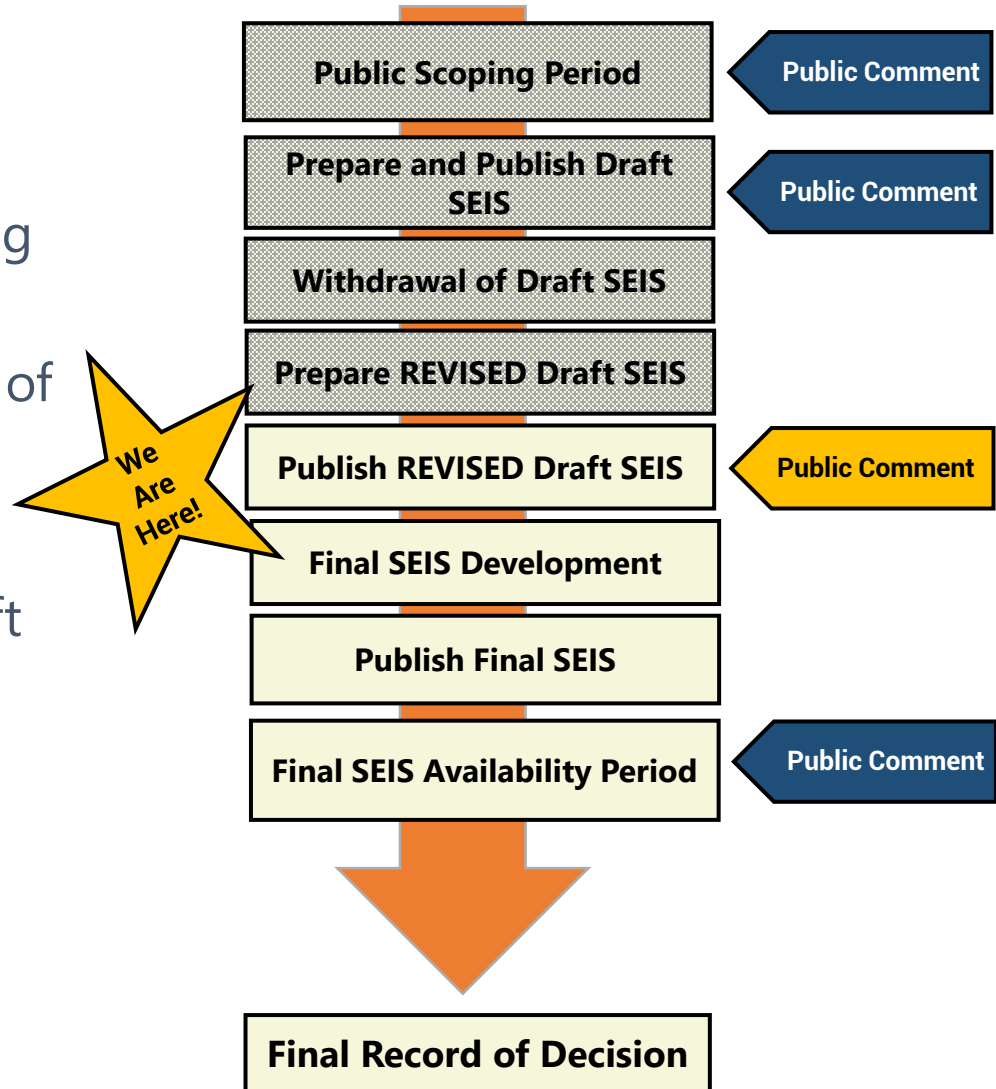 Public Scoping Period
Public Comment
Prepare and Publish Draft
SEIS
Public Comment
g
Withdrawal of Draft SEIS
of
Prepare REVISED Draft SEIS
We
Are
Here!
Publish REVISED Draft SEIS
Public Comment
Final SEIS Development
ft
Publish Final SEIS
Final SEIS Availability Period
Public Comment
Final Record of Decision